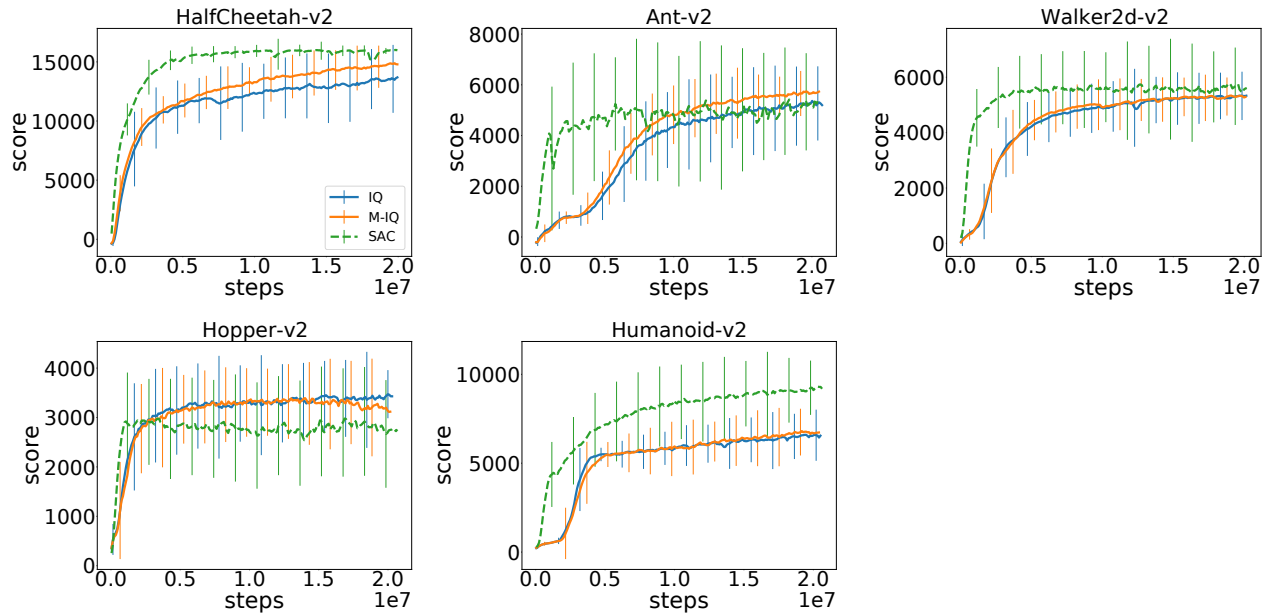 HalfCheetah-v2
score
15000
10000
5000
0
IQ
M-IQ
SAC
0.0 0.5 1.0 1.5 2.0
steps 1e7
Ant-v2
score
8000
6000
4000
2000
0
0.0 0.5 1.0 1.5 2.0
steps 1e7
Walker2d-v2
score
6000
4000
2000
0
0.0 0.5 1.0 1.5 2.0
steps 1e7
Hopper-v2
score
4000
3000
2000
1000
0
0.0 0.5 1.0 1.5 2.0
steps 1e7
Humanoid-v2
score
10000
5000
0
0.0 0.5 1.0 1.5 2.0
steps 1e7